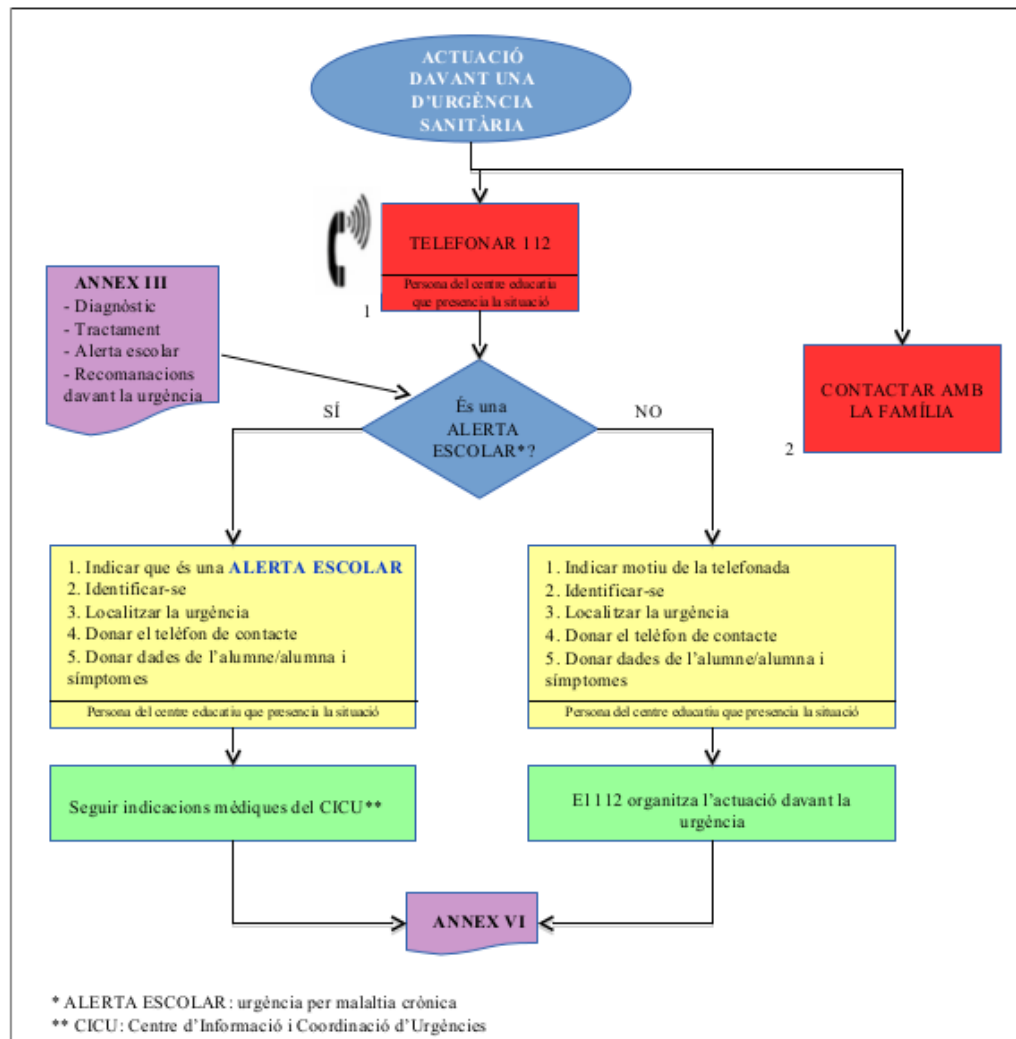 ACTUACIÓ
DAVANT UNA
D’URGÈNCIA
SANITÀRIA
TELEFONAR 112
Persona del centre educatiu
que presencia la situació
1
ANNEX III
- Diagnòstic
- Tractament
- Alerta escolar
- Recomanacions
davant la urgència
CONTACTAR AMB
LA FAMÍLIA
2
És una
ALERTA
ESCOLAR*?
SÍ
NO
1. Indicar que és una ALERTA ESCOLAR
2. Identificar-se
3. Localitzar la urgència
4. Donar el telèfon de contacte
5. Donar dades de l’alumne/alumna i
símptomes
Persona del centre educatiu que presencia la situació
1. Indicar motiu de la telefonada
2. Identificar-se
3. Localitzar la urgència
4. Donar el telèfon de contacte
5. Donar dades de l’alumne/alumna i
símptomes
Persona del centre educatiu que presencia la situació
Seguir indicacions mèdiques del CICU**
El 112 organitza l’actuació davant la
urgència
ANNEX VI
* ALERTA ESCOLAR: urgència per malaltia crònica
** CICU: Centre d’Informació i Coordinació d’Urgències